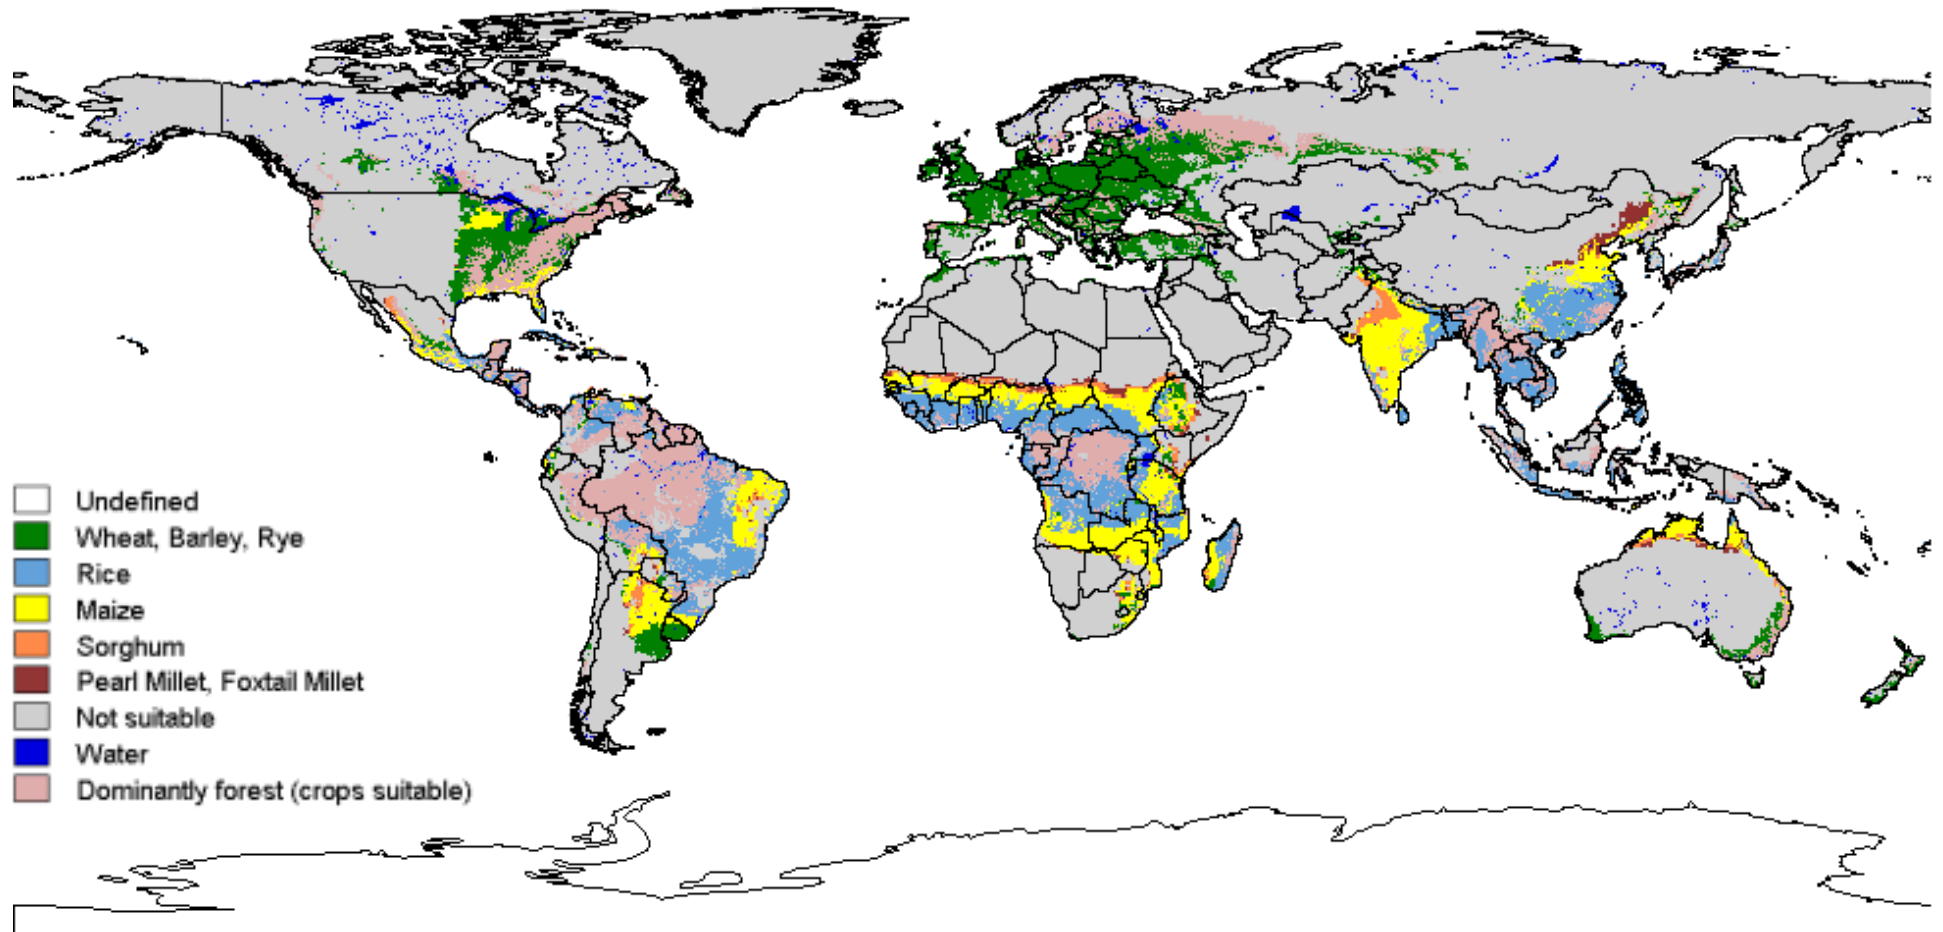 Undefined
Wheat, Barley, Rye
Rice
Maize
Sorghum
Pearl Millet, Foxtail Millet
Not suitable
Water
Dominantly forest (crops suitable)